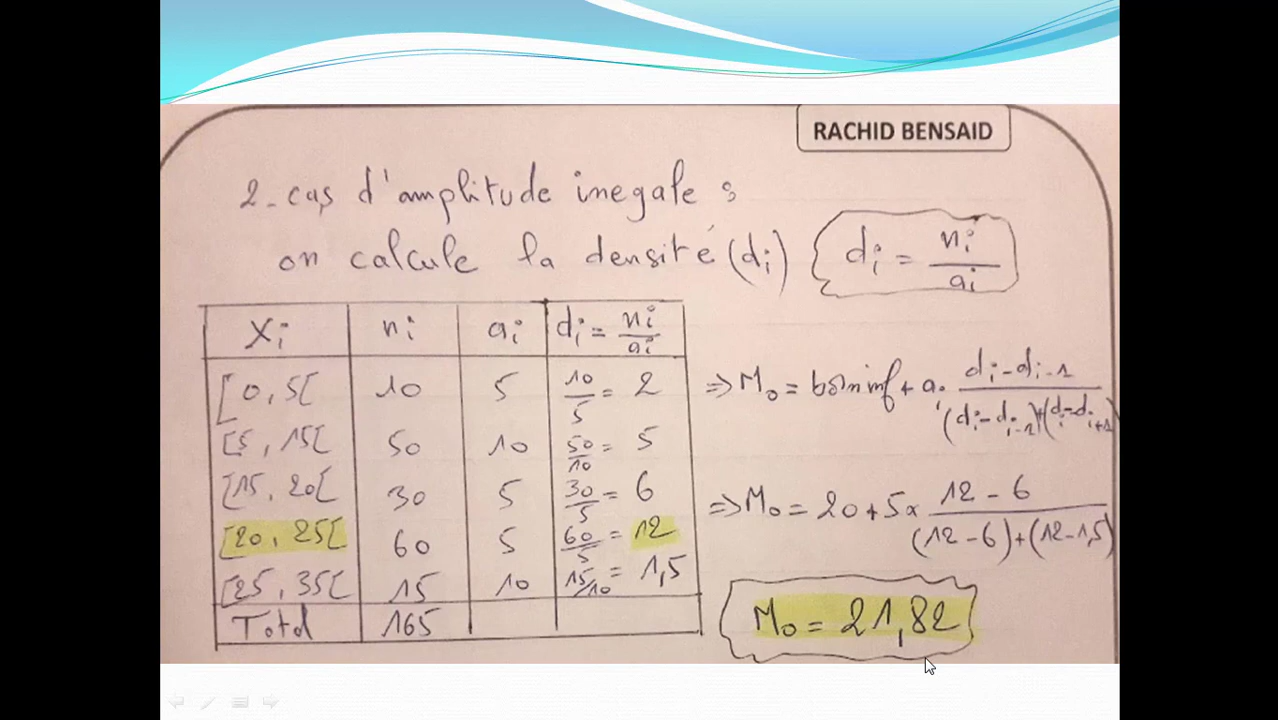 RACHID BENSAID
2- cas d'amplitude inegale :
on calcule la densité (di) di = ni/ai
Xi ni ai di = ni/ai
[0, 5[ 10 5 10/5 = 2
[5, 15[ 50 10 50/10 = 5
[15, 20[ 30 5 30/5 = 6
[20, 25[ 60 5 60/5 = 12
[25, 35[ 15 10 15/10 = 1,5
Total 165
=> Mo = born inf + ai di - di-1 / (di - di-1) + (di - di+1)
=> Mo = 20 + 5 × 12 - 6 / (12 - 6) + (12 - 1,5)
Mo = 21,82